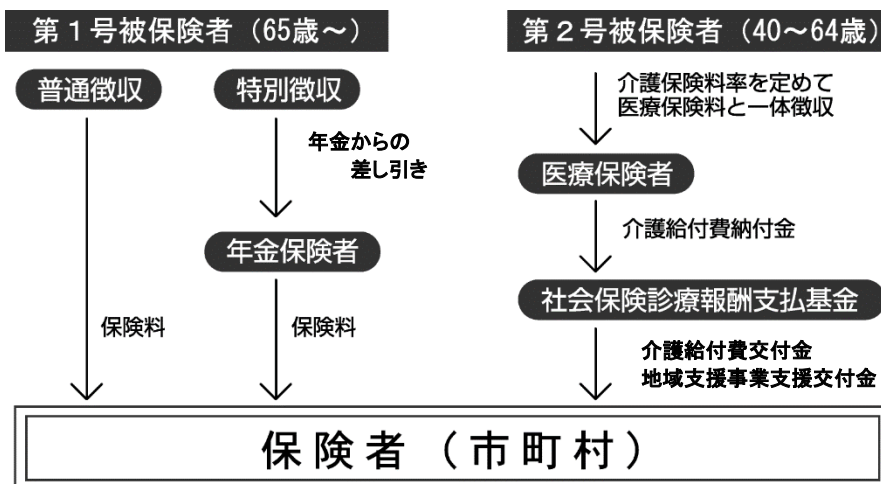 第１号被保険者（65歳～）
普通徴収
特別徴収
年金からの
差し引き
年金保険者
保険料
保険料
第２号被保険者（40～64歳）
介護保険料率を定めて
医療保険料と一体徴収
医療保険者
介護給付費納付金
社会保険診療報酬支払基金
介護給付費交付金
地域支援事業支援交付金
保険者（市町村）